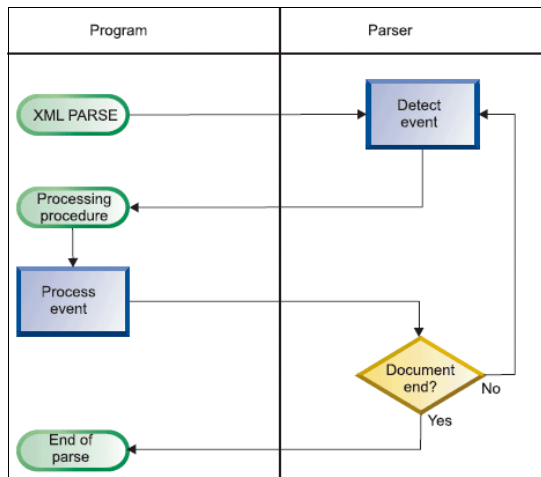 Program
Parser
XML PARSE
Detect
event
Processing
procedure
Process
event
Document
end?
No
Yes
End of
parse